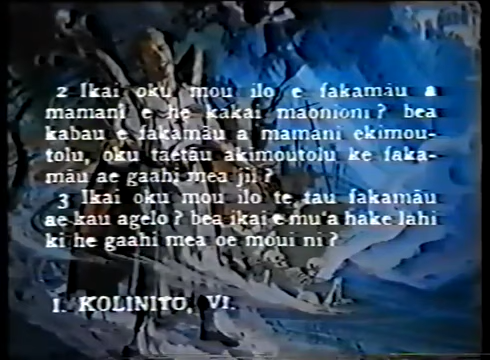 2 Ikai oku mou ilo e fakamāu a
mamani e he kakai maonioni? bea
kabau e fakamāu a mamani ekimou-
tolu, oku taetāu akimoutolu ke faka-
māu ae gaahi mea jii?
3 Ikai oku mou ilo te tau fakamāu
ae kau agelo? bea ikai e mu'a hake lahi
ki he gaahi mea oe moui ni?
I. KOLINITO, VI.